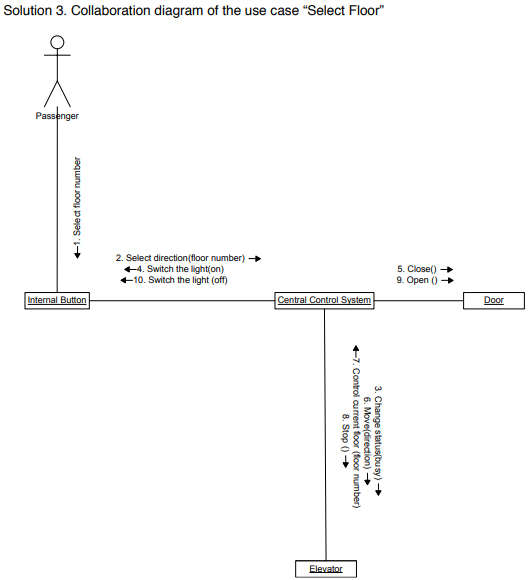 Solution 3. Collaboration diagram of the use case “Select Floor”
Passenger
1. Select floor number
2. Select direction(floor number)
4. Switch the light(on)
10. Switch the light (off)
5. Close()
9. Open ()
Internal Button
Central Control System
Door
3. Change status(busy)
6. Move(direction)
7. Control current floor (floor number)
8. Stop ()
Elevator